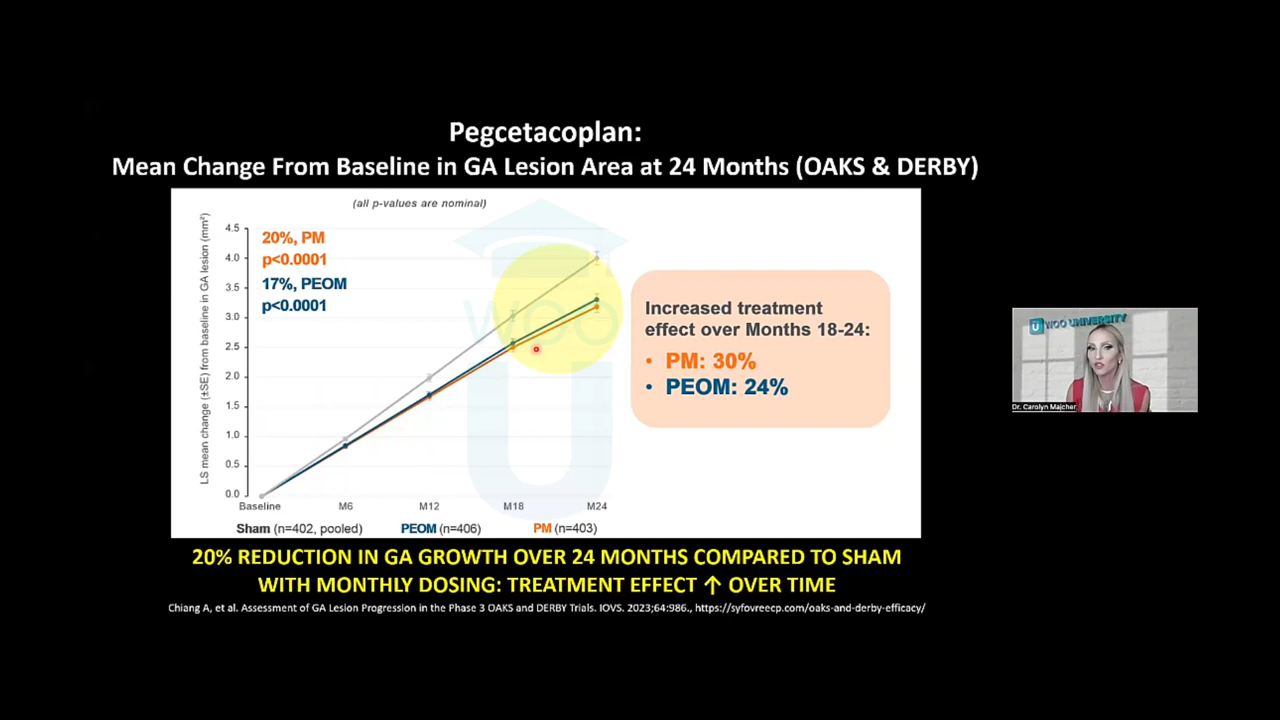 Pegcetacoplan:
Mean Change From Baseline in GA Lesion Area at 24 Months (OAKS & DERBY)
(all p-values are nominal)
LS mean change (±SE) from baseline in GA lesion (mm²)
4.5
4.0
3.5
3.0
2.5
2.0
1.5
1.0
0.5
0.0
20%, PM
p<0.0001
17%, PEOM
p<0.0001
WOO
U
Baseline M6 M12 M18 M24
Sham (n=402, pooled) PEOM (n=406) PM (n=403)
Increased treatment
effect over Months 18-24:
• PM: 30%
• PEOM: 24%
20% REDUCTION IN GA GROWTH OVER 24 MONTHS COMPARED TO SHAM
WITH MONTHLY DOSING: TREATMENT EFFECT ↑ OVER TIME
Chiang A, et al. Assessment of GA Lesion Progression in the Phase 3 OAKS and DERBY Trials. IOVS. 2023;64:986., https://syfovreecp.com/oaks-and-derby-efficacy/
U WOO UNIVERSITY
Dr. Carolyn Majcher